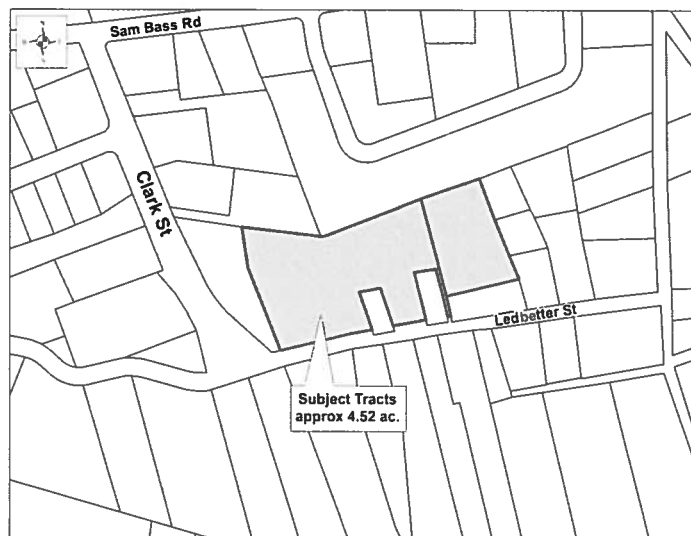 Sam Bass Rd
Clark St
Ledbetter St
Subject Tracts
approx 4.52 ac.